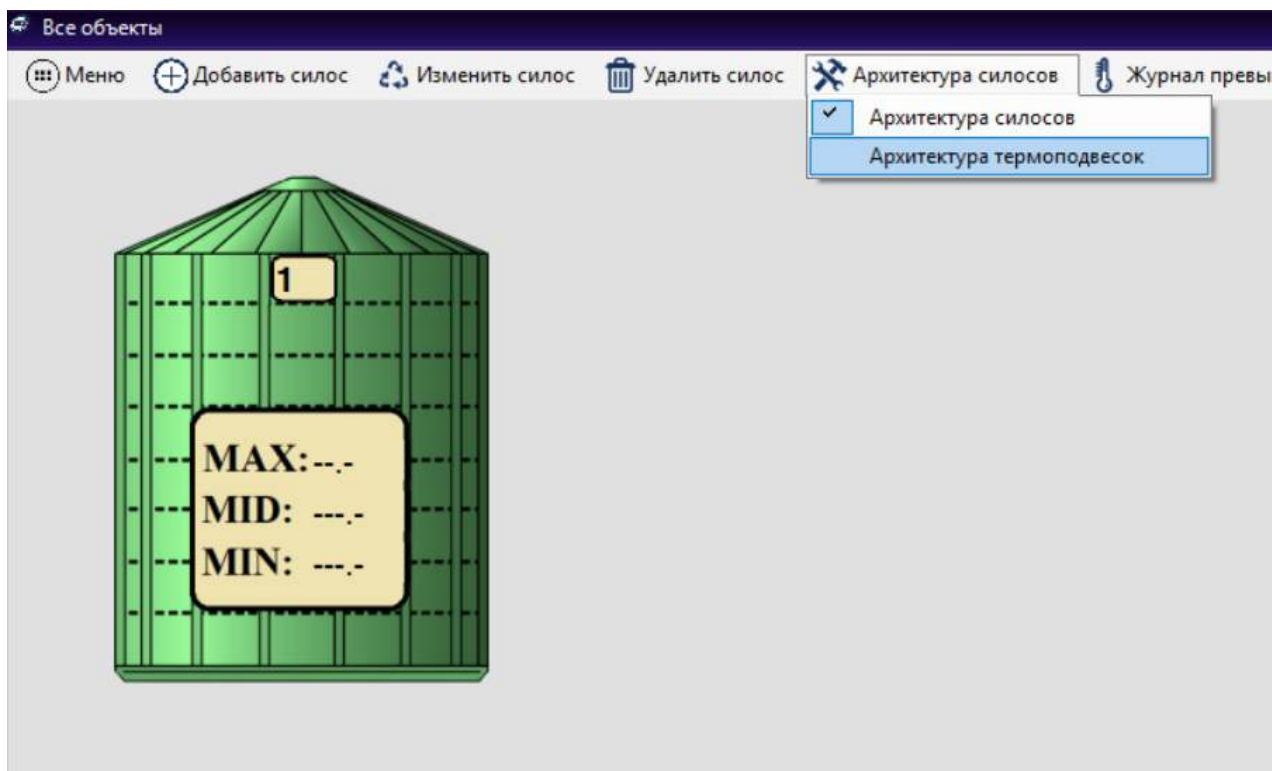 Все объекты
Меню Добавить силос Изменить силос Удалить силос Архитектура силосов Журнал превы
Архитектура силосов
Архитектура термоподвесок
1
MAX:--.-
MID: ---.-
MIN: ---.-